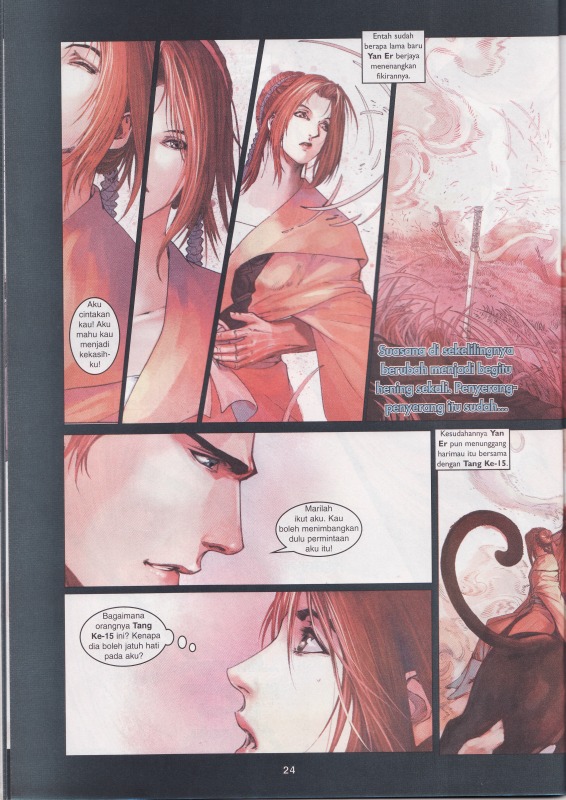 Entah sudah
berapa lama baru
Yan Er berjaya
menenangkan
fikirannya.
Aku
cintakan
kau! Aku
mahu kau
menjadi
kekasih-
ku!
Suasana di sekelilingnya
berubah menjadi begitu
hening sekali. Penyerang-
penyerang itu sudah...
Marilah
ikut aku. Kau
boleh menimbangkan
dulu permintaan
aku itu!
Kesudahannya Yan
Er pun menunggang
harimau itu bersama
dengan Tang Ke-15.
Bagaimana
orangnya Tang
Ke-15 ini? Kenapa
dia boleh jatuh hati
pada aku?
24